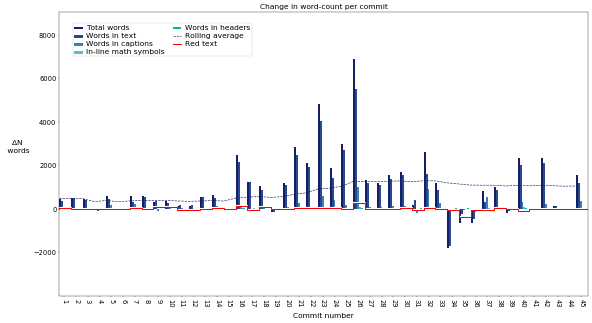 Change in word-count per commit
Total words
Words in text
Words in captions
in-line math symbols
Words in headers
Rolling average
Red text
8000
6000
4000
2000
0
−2000
ΔN
words
1 2 3 4 5 6 7 8 9 10 11 12 13 14 15 16 17 18 19 20 21 22 23 24 25 26 27 28 29 30 31 32 33 34 35 36 37 38 39 40 41 42 43 44 45
Commit number